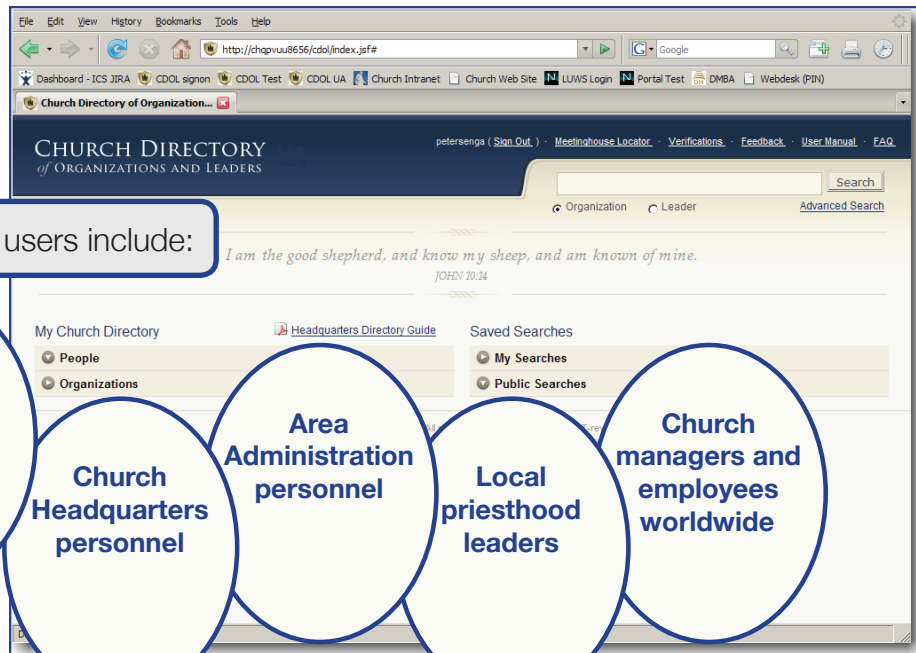 File Edit View History Bookmarks Tools Help
http://chqpvuu8656/cdol/index.jsf#
Google
Dashboard - ICS JIRA CDOL signon CDOL Test CDOL UA Church Intranet Church Web Site LUWS Login Portal Test DMBA Webdesk (PIN)
Church Directory of Organization...
CHURCH DIRECTORY
of ORGANIZATIONS AND LEADERS
petersenga ( Sign Out ) · Meetinghouse Locator · Verifications · Feedback · User Manual · FAQ
Search
Organization Leader Advanced Search
users include:
I am the good shepherd, and know my sheep, and am known of mine.
JOHN 10:14
My Church Directory Headquarters Directory Guide
People
Organizations
Saved Searches
My Searches
Public Searches
Church
Headquarters
personnel
Area
Administration
personnel
Local
priesthood
leaders
Church
managers and
employees
worldwide